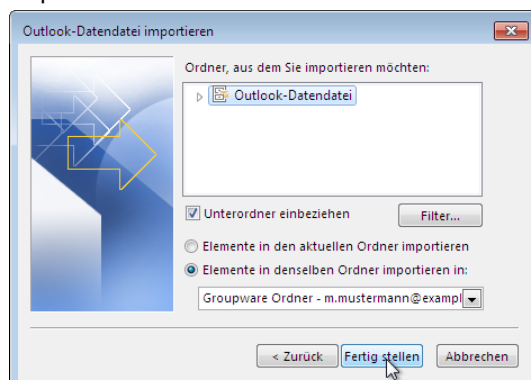 Outlook-Datendatei importieren
Ordner, aus dem Sie importieren möchten:
Outlook-Datendatei
Unterordner einbeziehen
Filter...
Elemente in den aktuellen Ordner importieren
Elemente in denselben Ordner importieren in:
Groupware Ordner - m.mustermann@exampl
< Zurück
Fertig stellen
Abbrechen